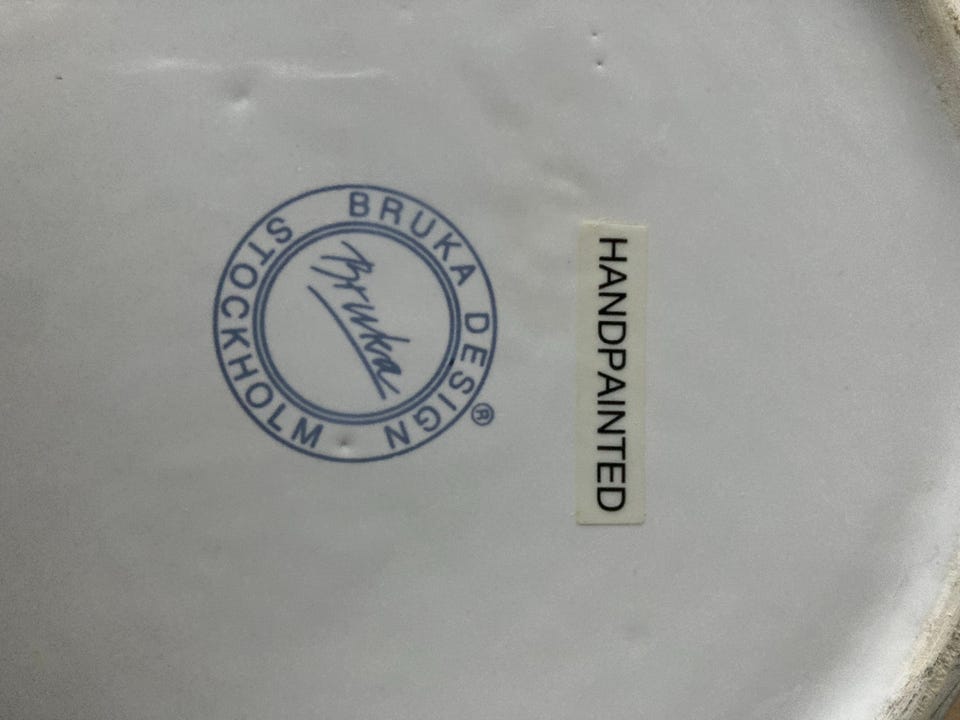 BRUKA DESIGN®
STOCKHOLM
Bruka
HANDPAINTED